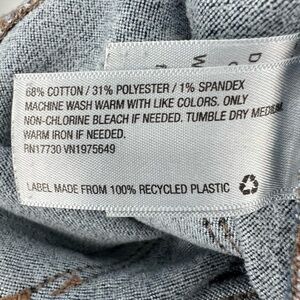 68% COTTON / 31% POLYESTER / 1% SPANDEX
MACHINE WASH WARM WITH LIKE COLORS. ONLY
NON-CHLORINE BLEACH IF NEEDED. TUMBLE DRY MEDIUM.
WARM IRON IF NEEDED.
RN17730 VN1975649
LABEL MADE FROM 100% RECYCLED PLASTIC